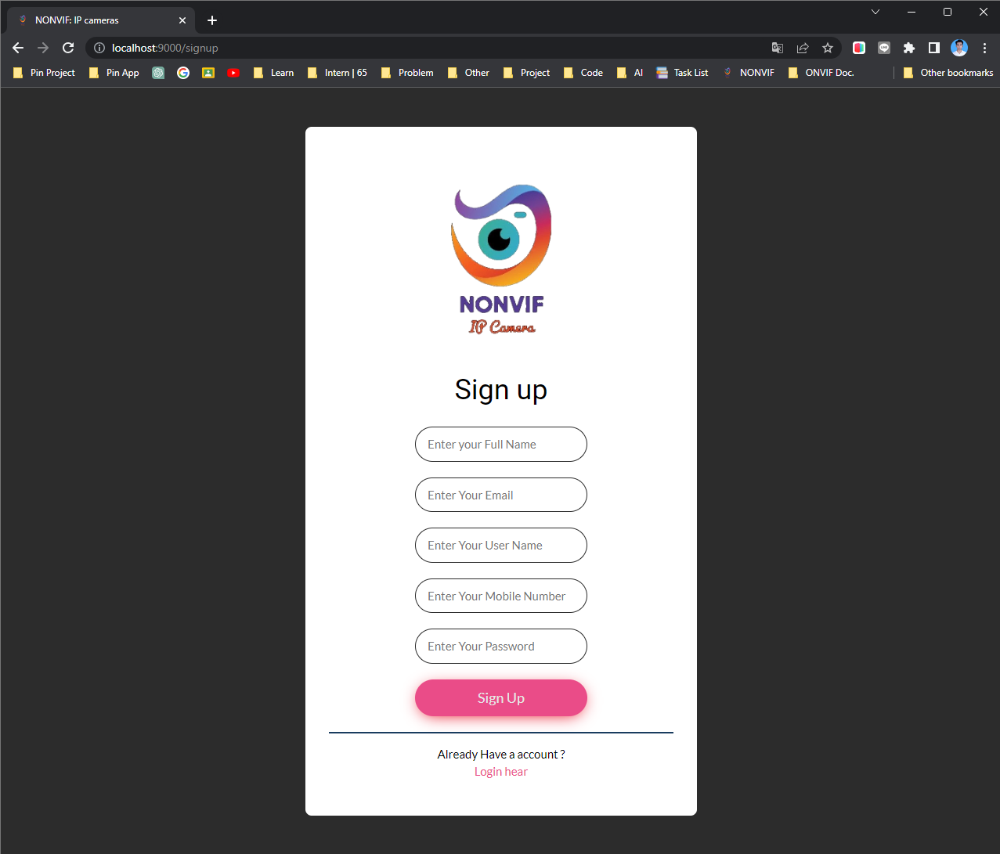 NONVIF: IP cameras
localhost:9000/signup
Pin Project Pin App Learn Intern | 65 Problem Other Project Code AI Task List NONVIF ONVIF Doc. Other bookmarks
NONVIF
IP Camera
Sign up
Enter your Full Name
Enter Your Email
Enter Your User Name
Enter Your Mobile Number
Enter Your Password
Sign Up
Already Have a account ?
Login hear